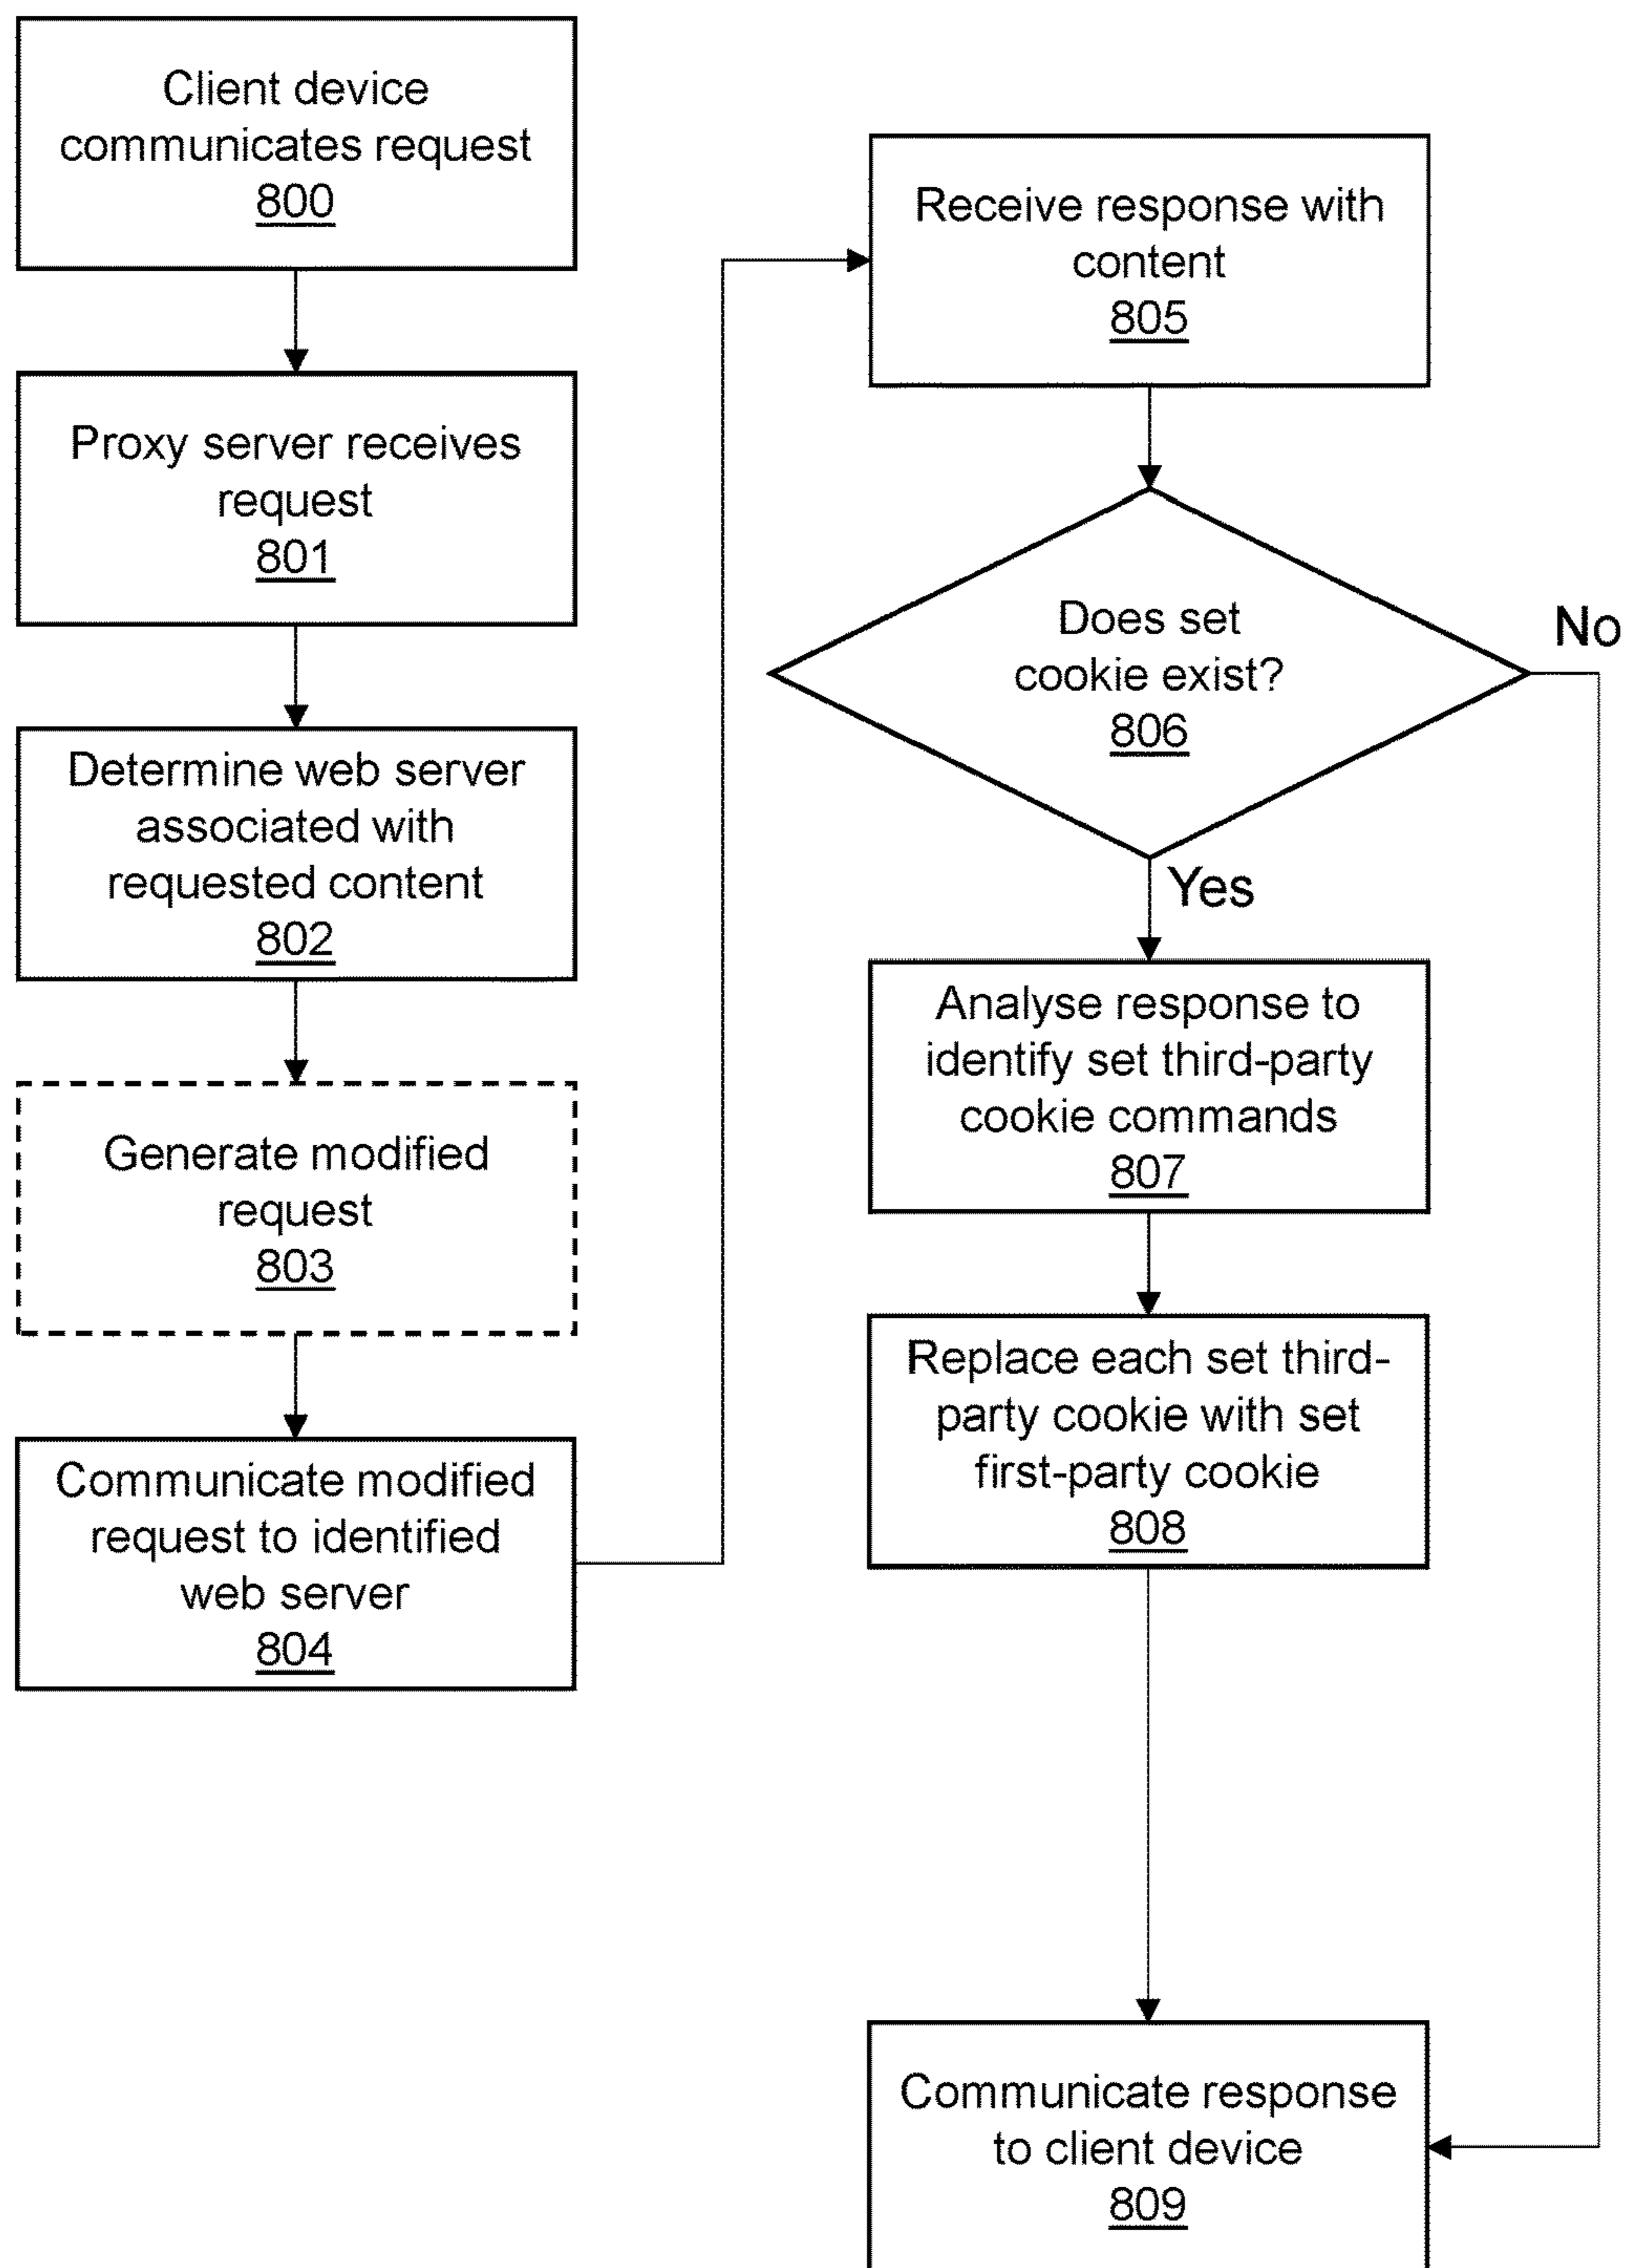 Client device
communicates request
800
Proxy server receives
request
801
Determine web server
associated with
requested content
802
Generate modified
request
803
Communicate modified
request to identified
web server
804
Receive response with
content
805
Does set
cookie exist?
806
No
Yes
Analyse response to
identify set third-party
cookie commands
807
Replace each set third-
party cookie with set
first-party cookie
808
Communicate response
to client device
809